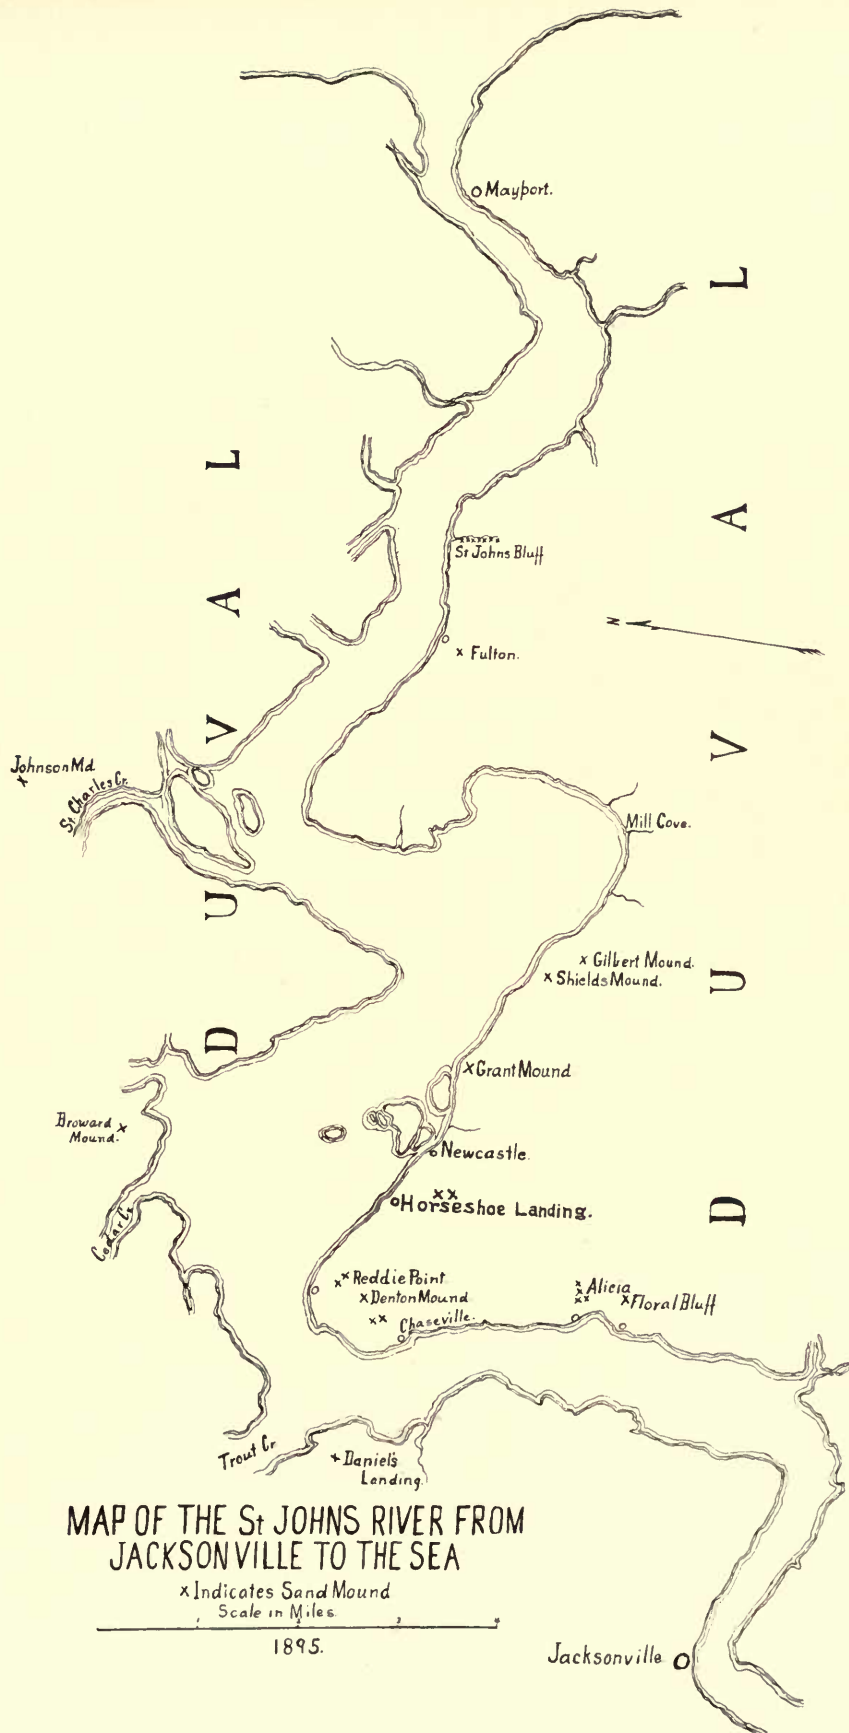 Mayport.
St Johns Bluff
N
Fulton.
Johnson Md.
St. Charles Cr.
Mill Cove.
Gilbert Mound.
Shields Mound.
Grant Mound
Broward
Mound.
Newcastle.
Horseshoe Landing.
Cedar Cr.
Reddie Point
Denton Mound
Chaseville.
Alicia
Floral Bluff
Trout Cr.
Daniel's
Landing.
DUVAL
DUVAL
MAP OF THE St JOHNS RIVER FROM
JACKSONVILLE TO THE SEA
x Indicates Sand Mound
Scale in Miles.
1895.
Jacksonville